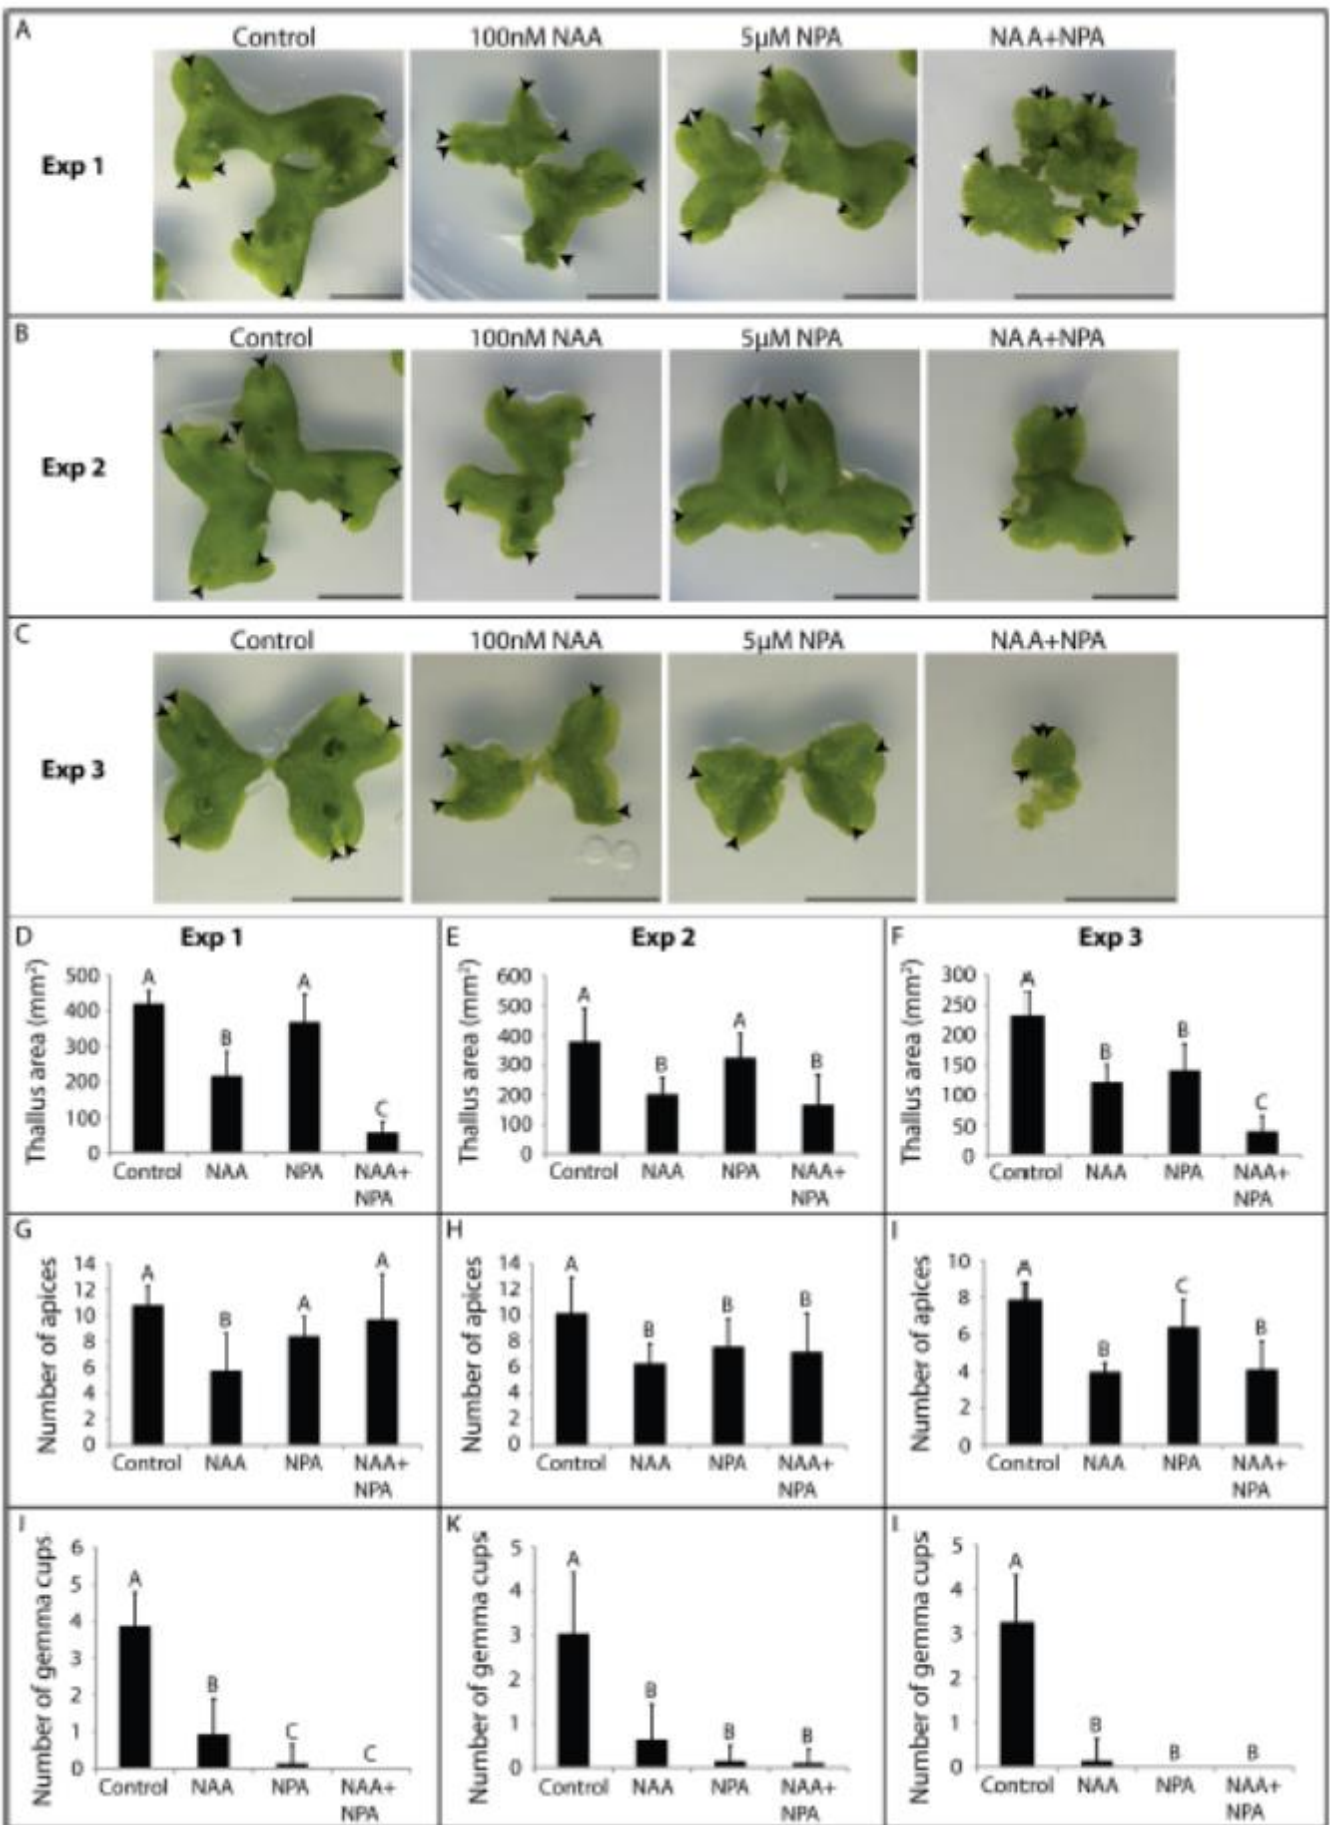 A
Control 100nM NAA 5µM NPA NAA+NPA
Exp 1
B
Control 100nM NAA 5µM NPA NAA+NPA
Exp 2
C
Control 100nM NAA 5µM NPA NAA+NPA
Exp 3
D Exp 1
Thallus area (mm²)
500
400
300
200
100
0
A B A C
Control NAA NPA NAA+
NPA
E Exp 2
Thallus area (mm²)
600
500
400
300
200
100
0
A B A B
Control NAA NPA NAA+
NPA
F Exp 3
Thallus area (mm²)
300
250
200
150
100
50
0
A B B C
Control NAA NPA NAA+
NPA
G
Number of apices
14
12
10
8
6
4
2
0
A B A A
Control NAA NPA NAA+
NPA
H
Number of apices
14
12
10
8
6
4
2
0
A B B B
Control NAA NPA NAA+
NPA
I
Number of apices
10
8
6
4
2
0
A B C B
Control NAA NPA NAA+
NPA
J
Number of gemma cups
6
5
4
3
2
1
0
A B C C
Control NAA NPA NAA+
NPA
K
Number of gemma cups
5
4
3
2
1
0
A B B B
Control NAA NPA NAA+
NPA
L
Number of gemma cups
5
4
3
2
1
0
A B B B
Control NAA NPA NAA+
NPA